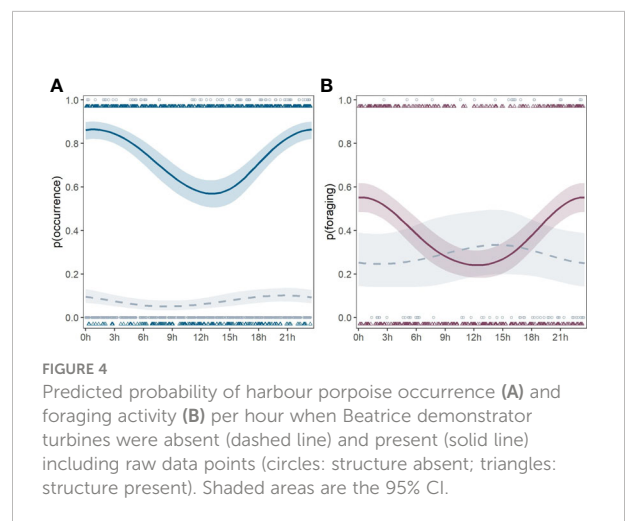 A
B
p(occurrence)
1.0
0.8
0.6
0.4
0.2
0.0
0h 3h 6h 9h 12h 15h 18h 21h
p(foraging)
1.0
0.8
0.6
0.4
0.2
0.0
0h 3h 6h 9h 12h 15h 18h 21h
FIGURE 4
Predicted probability of harbour porpoise occurrence (A) and
foraging activity (B) per hour when Beatrice demonstrator
turbines were absent (dashed line) and present (solid line)
including raw data points (circles: structure absent; triangles:
structure present). Shaded areas are the 95% CI.